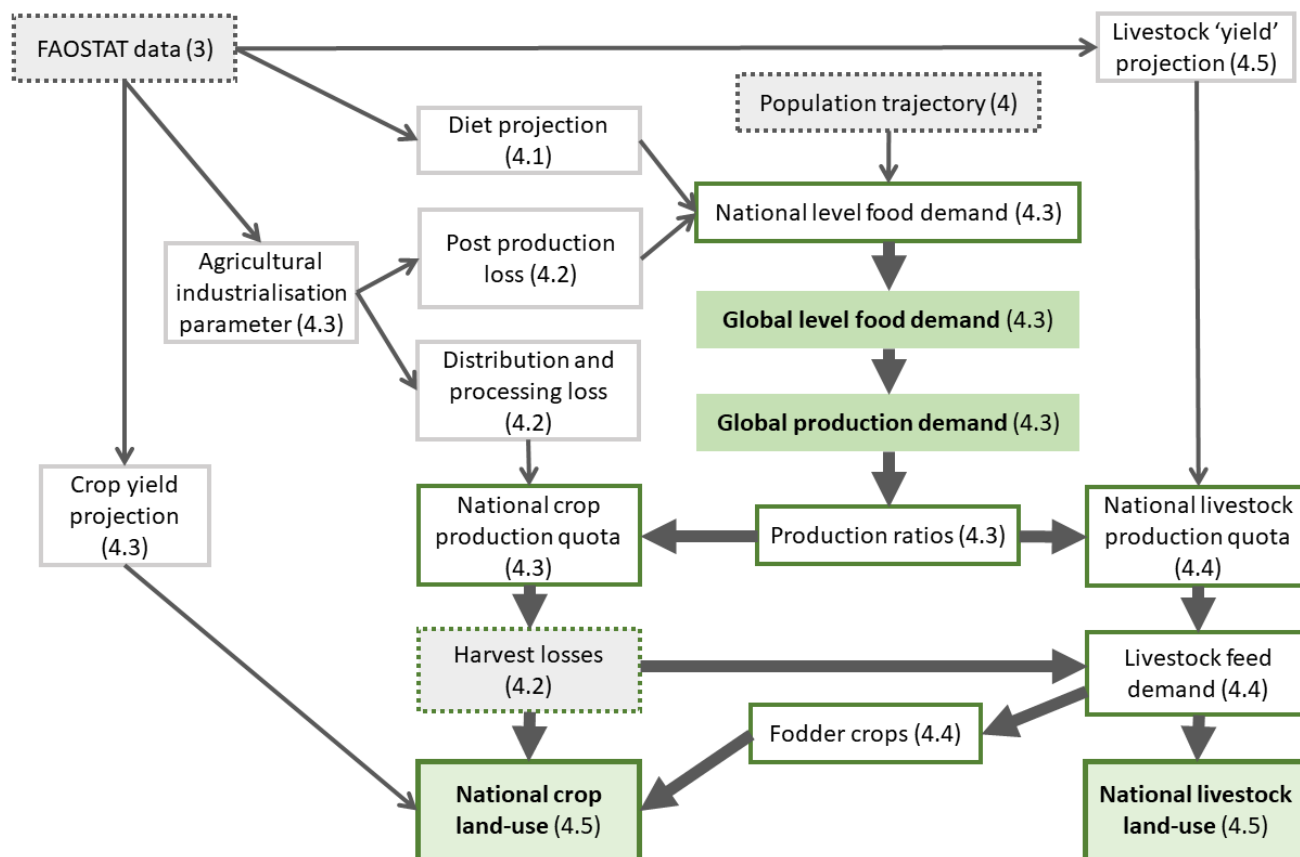 FAOSTAT data (3)
Livestock ‘yield’
projection (4.5)
Population trajectory (4)
Diet projection
(4.1)
National level food demand (4.3)
Post production
loss (4.2)
Agricultural
industrialisation
parameter (4.3)
Global level food demand (4.3)
Distribution and
processing loss
(4.2)
Global production demand (4.3)
Crop yield
projection
(4.3)
National crop
production quota
(4.3)
Production ratios (4.3)
National livestock
production quota
(4.4)
Harvest losses
(4.2)
Livestock feed
demand (4.4)
Fodder crops (4.4)
National crop
land-use (4.5)
National livestock
land-use (4.5)